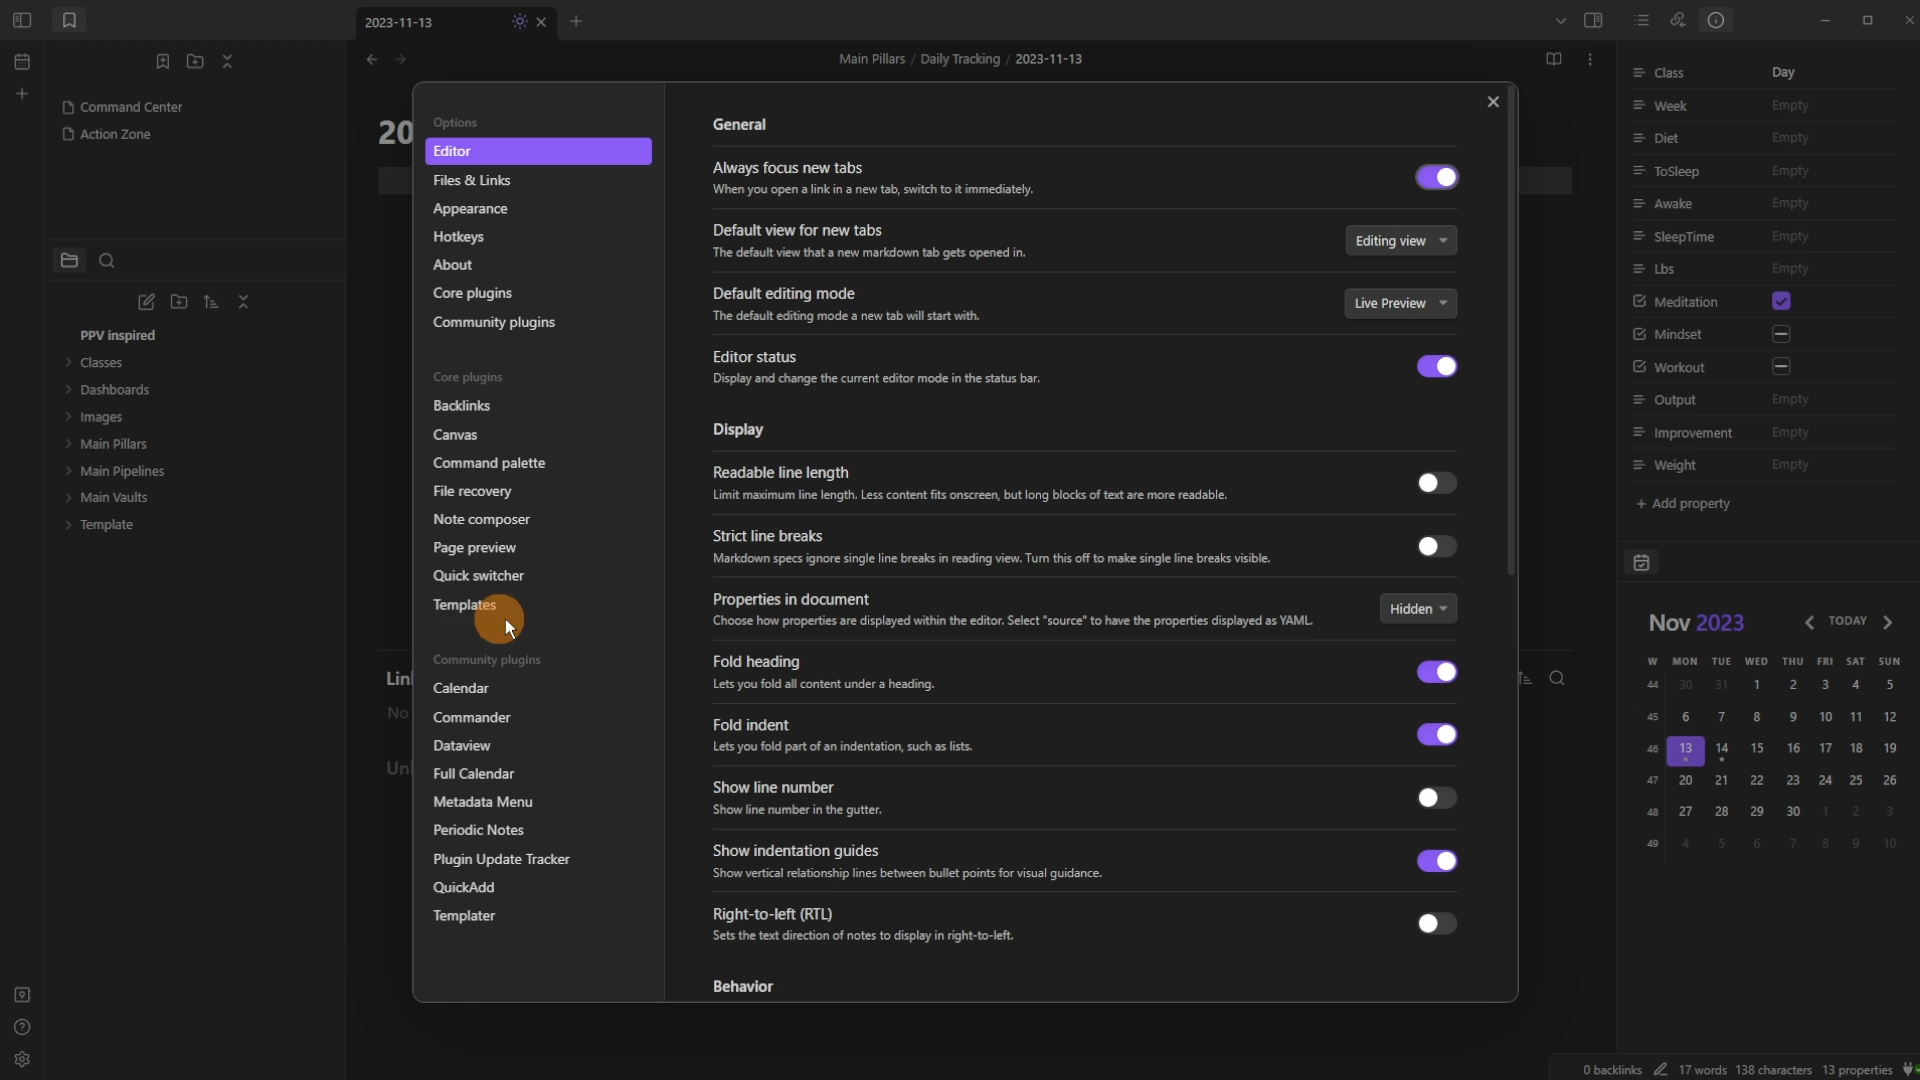 2023-11-13
Main Pillars / Daily Tracking / 2023-11-13
Command Center
Action Zone
PPV inspired
Classes
Dashboards
Images
Main Pillars
Main Pipelines
Main Vaults
Template
20
Lin
No
Options
Editor
Files & Links
Appearance
Hotkeys
About
Core plugins
Community plugins
Core plugins
Backlinks
Canvas
Command palette
File recovery
Note composer
Page preview
Quick switcher
Templates
Community plugins
Calendar
Commander
Dataview
Full Calendar
Metadata Menu
Periodic Notes
Plugin Update Tracker
QuickAdd
Templater
General
Always focus new tabs
When you open a link in a new tab, switch to it immediately.
Default view for new tabs
The default view that a new markdown tab gets opened in.
Editing view
Default editing mode
The default editing mode a new tab will start with.
Live Preview
Editor status
Display and change the current editor mode in the status bar.
Display
Readable line length
Limit maximum line length. Less content fits onscreen, but long blocks of text are more readable.
Strict line breaks
Markdown specs ignore single line breaks in reading view. Turn this off to make single line breaks visible.
Properties in document
Choose how properties are displayed within the editor. Select "source" to have the properties displayed as YAML.
Hidden
Fold heading
Lets you fold all content under a heading.
Fold indent
Lets you fold part of an indentation, such as lists.
Show line number
Show line number in the gutter.
Show indentation guides
Show vertical relationship lines between bullet points for visual guidance.
Right-to-left (RTL)
Sets the text direction of notes to display in right-to-left.
Behavior
Class Day
Week Empty
Diet Empty
ToSleep Empty
Awake Empty
SleepTime Empty
Lbs Empty
Meditation
Mindset
Workout
Output Empty
Improvement Empty
Weight Empty
+ Add property
Nov 2023 TODAY
W MON TUE WED THU FRI SAT SUN
44 30 31 1 2 3 4 5
45 6 7 8 9 10 11 12
46 13 14 15 16 17 18 19
47 20 21 22 23 24 25 26
48 27 28 29 30 1 2 3
49 4 5 6 7 8 9 10
0 backlinks 17 words 138 characters 13 properties